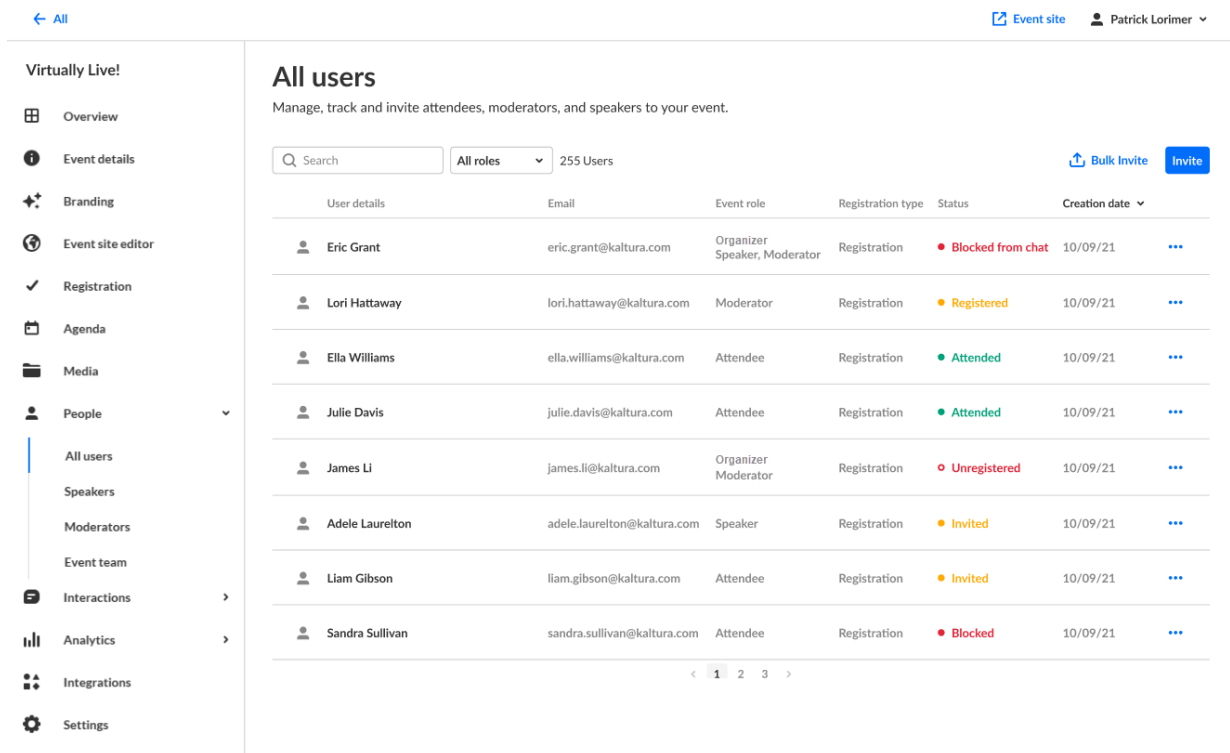 All
Event site
Patrick Lorimer
Virtually Live!
Overview
Event details
Branding
Event site editor
Registration
Agenda
Media
People
All users
Speakers
Moderators
Event team
Interactions
Analytics
Integrations
Settings
All users
Manage, track and invite attendees, moderators, and speakers to your event.
Search
All roles
255 Users
Bulk Invite
Invite
User details Email Event role Registration type Status Creation date
Eric Grant eric.grant@kaltura.com Organizer Speaker, Moderator Registration Blocked from chat 10/09/21
Lori Hattaway lori.hattaway@kaltura.com Moderator Registration Registered 10/09/21
Ella Williams ella.williams@kaltura.com Attendee Registration Attended 10/09/21
Julie Davis julie.davis@kaltura.com Attendee Registration Attended 10/09/21
James Li james.li@kaltura.com Organizer Moderator Registration Unregistered 10/09/21
Adele Laurelton adele.laurelton@kaltura.com Speaker Registration Invited 10/09/21
Liam Gibson liam.gibson@kaltura.com Attendee Registration Invited 10/09/21
Sandra Sullivan sandra.sullivan@kaltura.com Attendee Registration Blocked 10/09/21
< 1 2 3 >